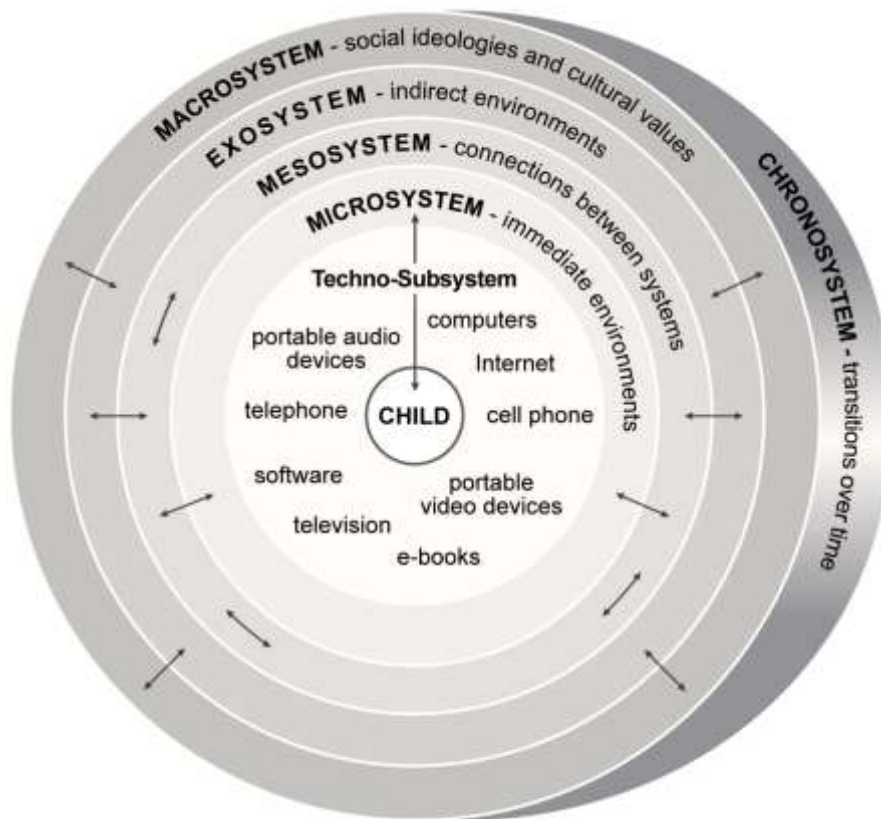 MACROSYSTEM - social ideologies and cultural values
EXOSYSTEM - indirect environments
MESOSYSTEM - connections between systems
MICROSYSTEM - immediate environments
CHRONOSYSTEM - transitions over time
Techno-Subsystem
computers
portable audio
devices
Internet
telephone
CHILD
cell phone
software
portable
video devices
television
e-books